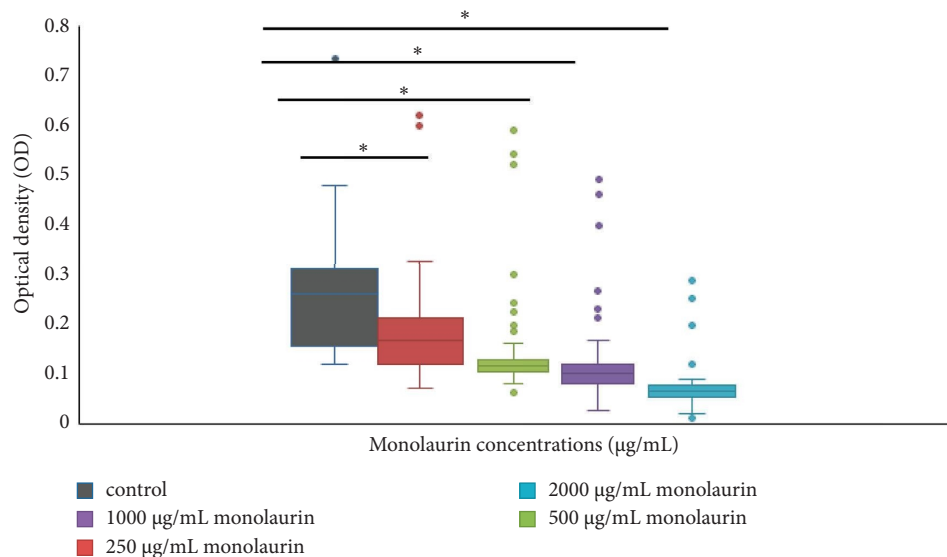 0.8
0.7
0.6
0.5
0.4
0.3
0.2
0.1
0
Optical density (OD)
*
*
*
*
Monolaurin concentrations (µg/mL)
control
1000 µg/mL monolaurin
250 µg/mL monolaurin
2000 µg/mL monolaurin
500 µg/mL monolaurin